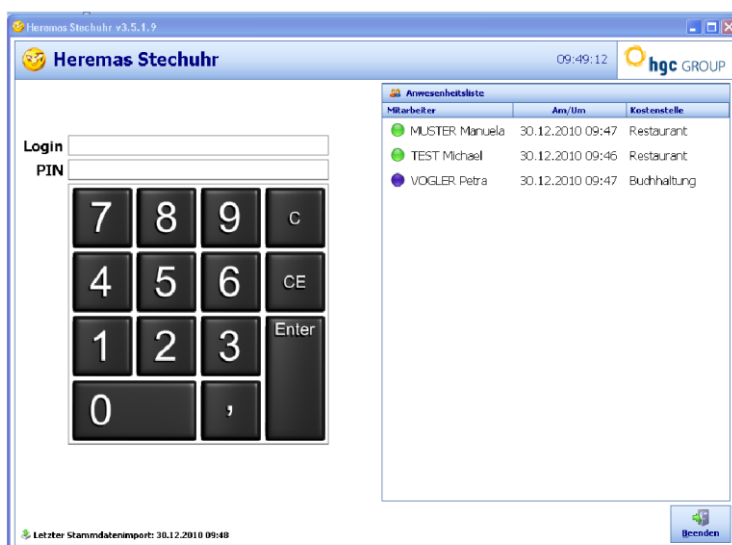 Heremas Stechuhr v3.5.1.9
Heremas Stechuhr
09:49:12
hgc GROUP
Anwesenheitsliste
Mitarbeiter Am/Um Kostenstelle
MUSTER Manuela 30.12.2010 09:47 Restaurant
TEST Michael 30.12.2010 09:46 Restaurant
VOGLER Petra 30.12.2010 09:47 Buchhaltung
Login
PIN
7 8 9 C
4 5 6 CE
1 2 3 Enter
0 ,
Letzter Stammdatenimport: 30.12.2010 09:48
Beenden